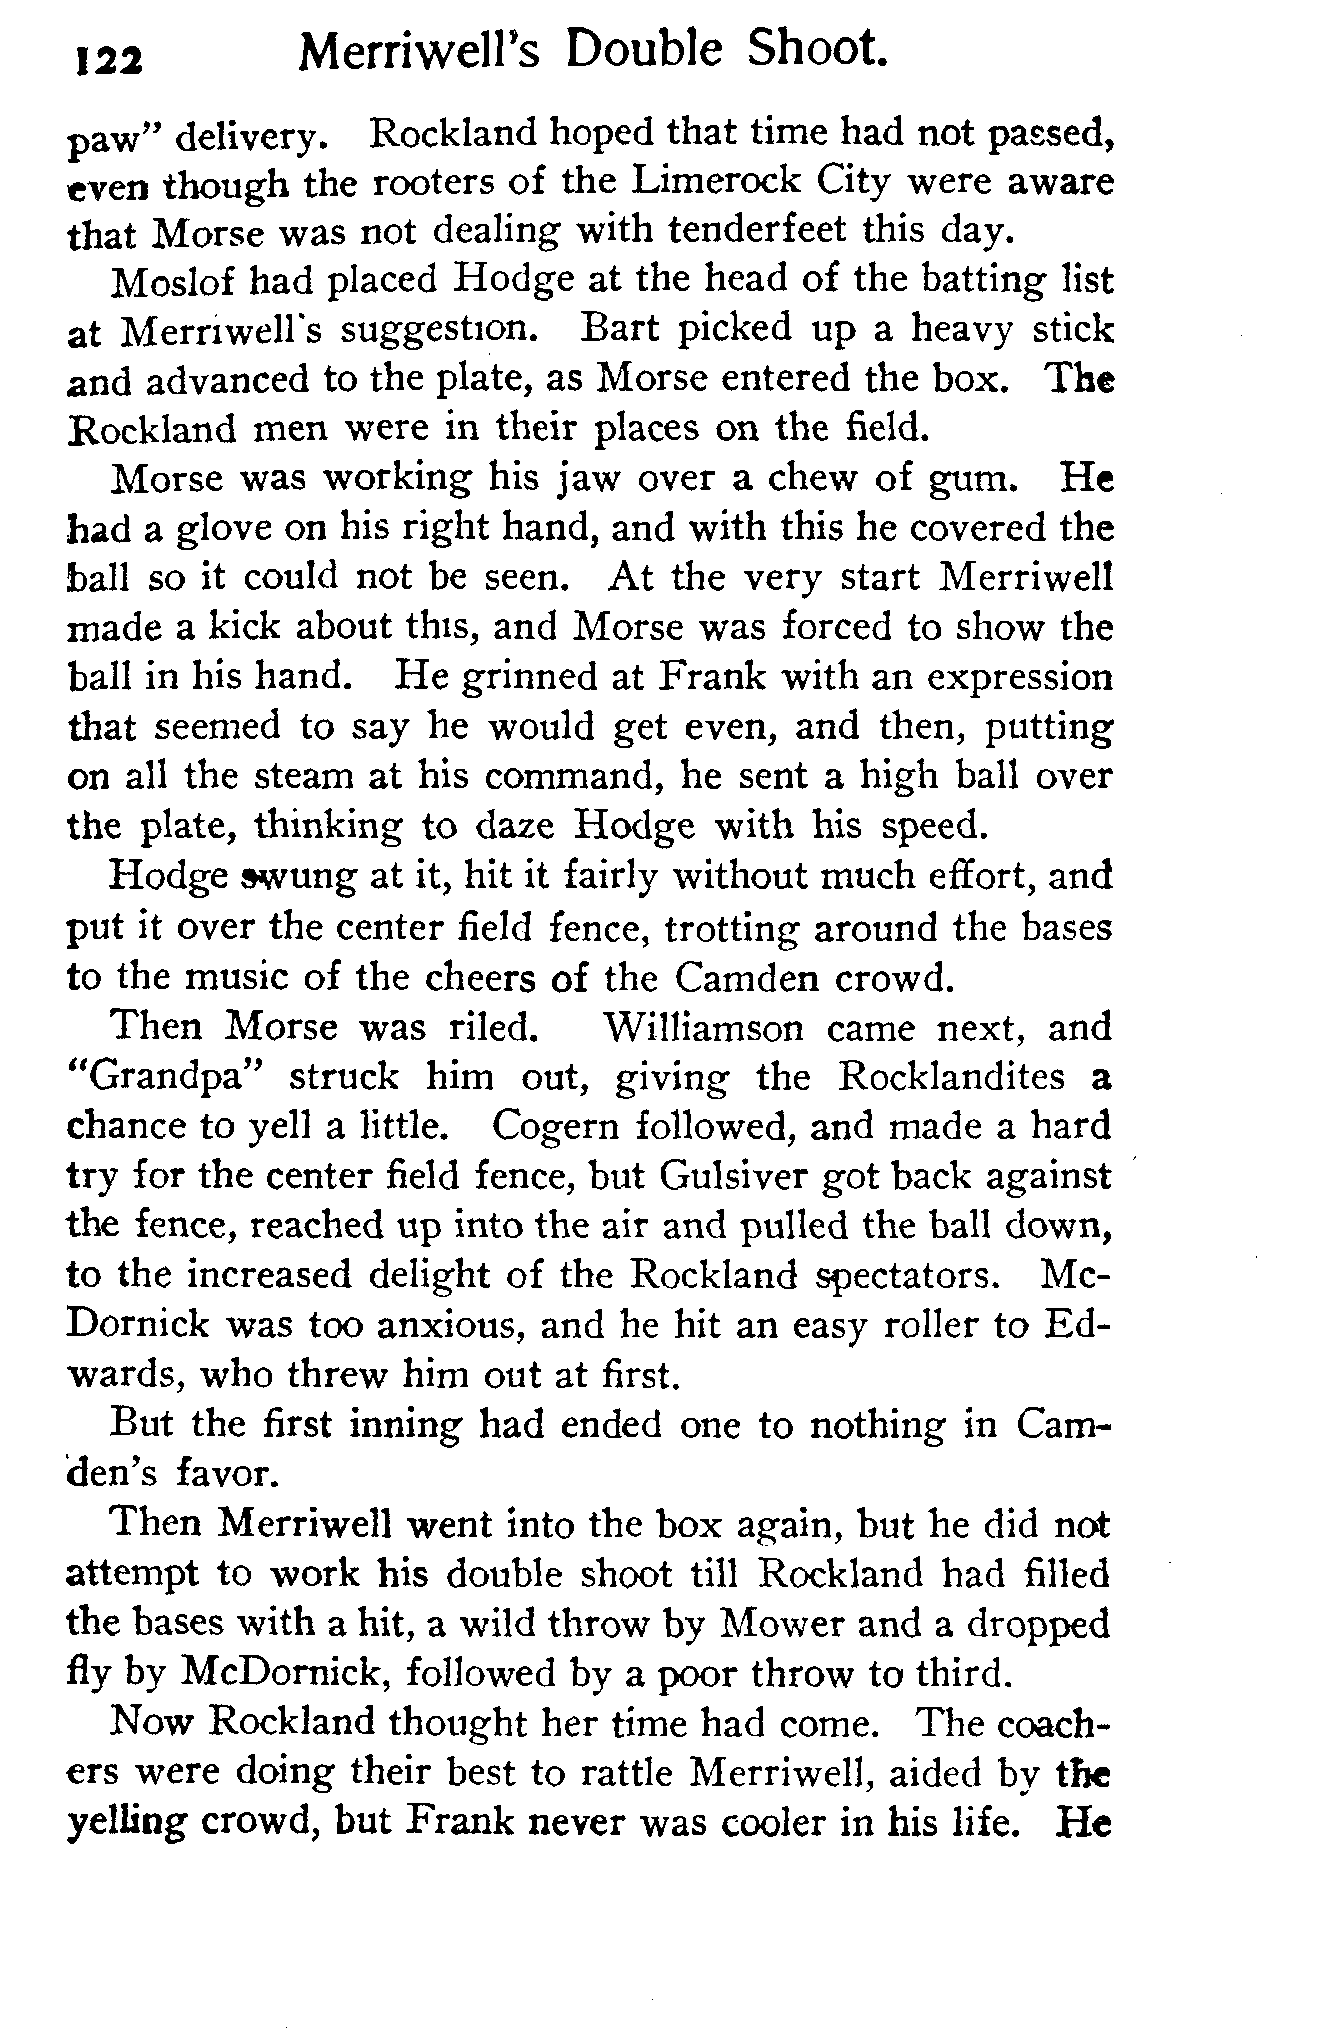 122 Merriwell's Double Shoot.
paw” delivery. Rockland hoped that time had not passed,
even though the rooters of the Limerock City were aware
that Morse was not dealing with tenderfeet this day.
Moslof had placed Hodge at the head of the batting list
at Merriwell's suggestion. Bart picked up a heavy stick
and advanced to the plate, as Morse entered the box. The
Rockland men were in their places on the field.
Morse was working his jaw over a chew of gum. He
had a glove on his right hand, and with this he covered the
ball so it could not be seen. At the very start Merriwell
made a kick about this, and Morse was forced to show the
ball in his hand. He grinned at Frank with an expression
that seemed to say he would get even, and then, putting
on all the steam at his command, he sent a high ball over
the plate, thinking to daze Hodge with his speed.
Hodge swung at it, hit it fairly without much effort, and
put it over the center field fence, trotting around the bases
to the music of the cheers of the Camden crowd.
Then Morse was riled. Williamson came next, and
“Grandpa” struck him out, giving the Rocklandites a
chance to yell a little. Cogern followed, and made a hard
try for the center field fence, but Gulsiver got back against
the fence, reached up into the air and pulled the ball down,
to the increased delight of the Rockland spectators. Mc-
Dornick was too anxious, and he hit an easy roller to Ed-
wards, who threw him out at first.
But the first inning had ended one to nothing in Cam-
den's favor.
Then Merriwell went into the box again, but he did not
attempt to work his double shoot till Rockland had filled
the bases with a hit, a wild throw by Mower and a dropped
fly by McDornick, followed by a poor throw to third.
Now Rockland thought her time had come. The coach-
ers were doing their best to rattle Merriwell, aided by the
yelling crowd, but Frank never was cooler in his life. He